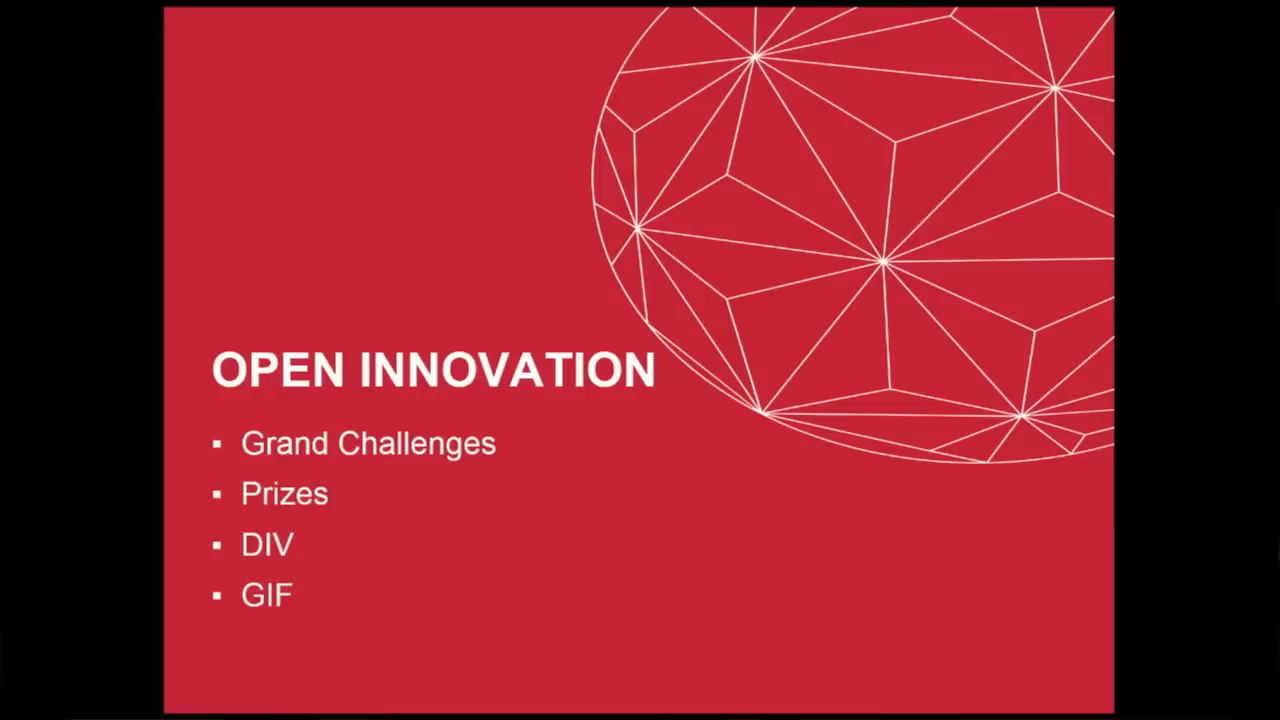 OPEN INNOVATION
▪ Grand Challenges
▪ Prizes
▪ DIV
▪ GIF